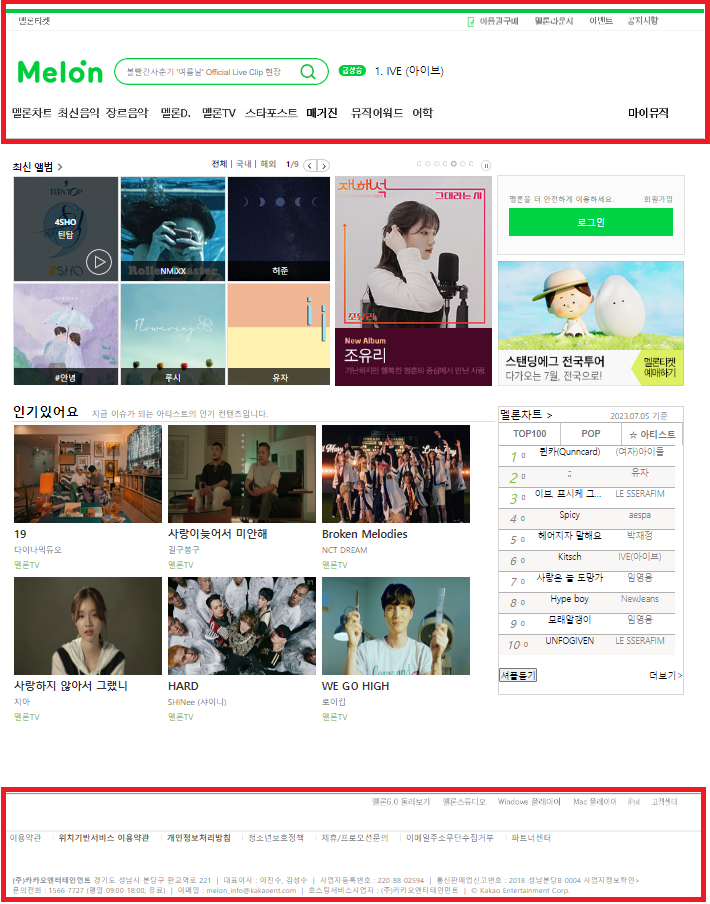 멜론티켓 이용권구매 멜론라운지 이벤트 공지사항
Melon 볼빨간사춘기 '여름날' Official Live Clip 현장 급상승 1. IVE (아이브)
멜론차트 최신음악 장르음악 멜론D. 멜론TV 스타포스트 매거진 뮤직어워드 어학 마이뮤직
최신 앨범 > 전체 | 국내 | 해외 1/9 < >
TEEN TOP
4SHO
틴탑
4SHO
NMIXX
허준
Flowering
#안녕
루시
유자
그대라는 시
조유리
New Album
조유리
가난하지만 행복한 청춘의 중심에서 만난 사랑.
멜론을 더 안전하게 이용하세요. 회원가입
로그인
스탠딩에그 전국투어
다가오는 7월, 전국으로!
멜론티켓
예매하기
인기있어요 지금 이슈가 되는 아티스트의 인기 컨텐츠입니다.
19
다이나믹듀오
멜론TV
사랑이늦어서 미안해
길구봉구
멜론TV
Broken Melodies
NCT DREAM
멜론TV
사랑하지 않아서 그랬니
지아
멜론TV
HARD
SHINee (샤이니)
멜론TV
WE GO HIGH
로이킴
멜론TV
멜론차트 > 2023.07.05 기준
TOP100 POP ☆ 아티스트
1 0 퀸카(Qunncard) (여자)아이들
2 0 ;; 유자
3 0 이브, 프시케 그... LE SSERAFIM
4 0 Spicy aespa
5 0 헤어지자 말해요 박재정
6 0 Kitsch IVE(아이브)
7 0 사랑은 늘 도망가 임영웅
8 0 Hype boy NewJeans
9 0 모래알갱이 임영웅
10 0 UNFOGIVEN LE SSERAFIM
셔플듣기 더보기>
멜론6.0 둘러보기 멜론스튜디오 Windows 플레이어 Mac 플레이어 iPad 고객센터
이용약관 | 위치기반서비스 이용약관 | 개인정보처리방침 | 청소년보호정책 | 제휴/프로모션문의 | 이메일주소무단수집거부 | 파트너센터
(주)카카오엔터테인먼트 경기도 성남시 분당구 판교역로 221 | 대표이사 : 이진수, 김성수 | 사업자등록번호 : 220-88-02594 | 통신판매업신고번호 : 2018-성남분당B-0004 사업자정보확인>
문의전화 : 1566-7727 (평일 09:00-18:00, 유료) | 이메일 : melon_info@kakaoent.com | 호스팅서비스사업자 : (주)카카오엔터테인먼트 | © Kakao Entertainment Corp.